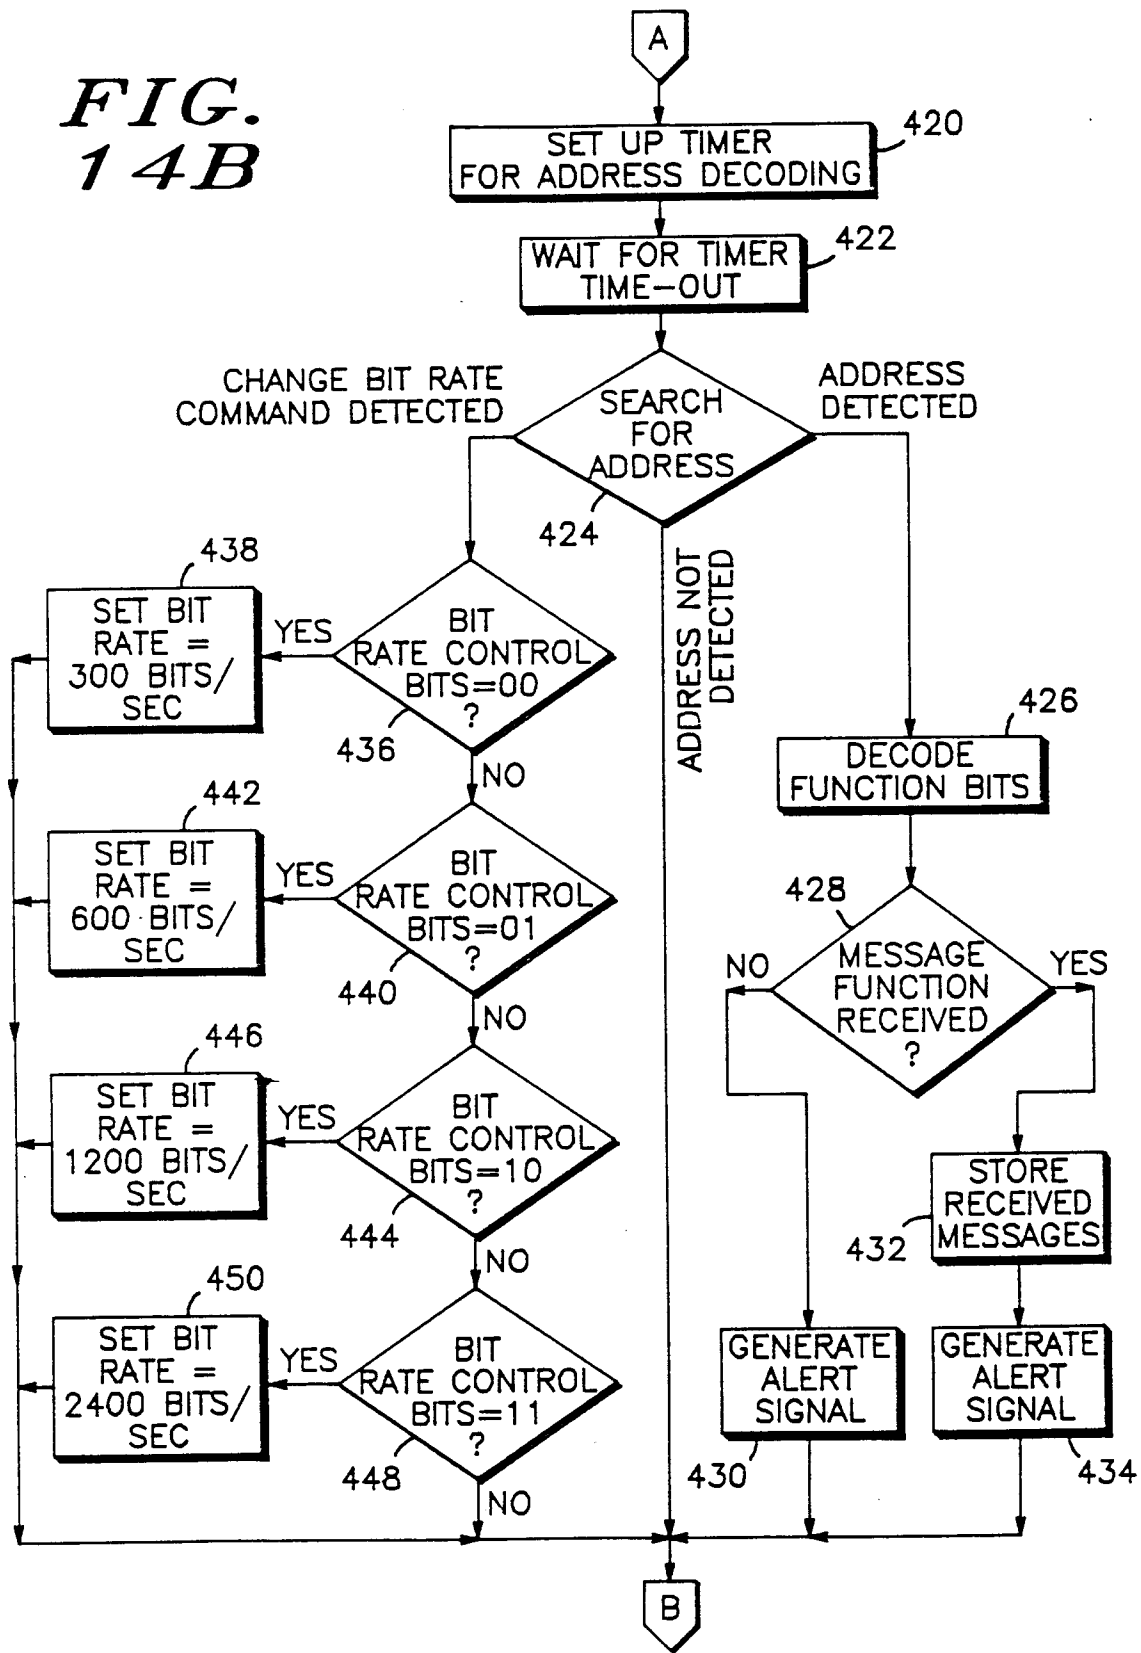 FIG.
14B
A
SET UP TIMER
FOR ADDRESS DECODING
420
WAIT FOR TIMER
TIME-OUT
422
CHANGE BIT RATE
COMMAND DETECTED
SEARCH
FOR
ADDRESS
424
ADDRESS
DETECTED
ADDRESS NOT
DETECTED
438
SET BIT
RATE =
300 BITS/
SEC
YES
BIT
RATE CONTROL
BITS=00
?
436
NO
442
SET BIT
RATE =
600 BITS/
SEC
YES
BIT
RATE CONTROL
BITS=01
?
440
NO
446
SET BIT
RATE =
1200 BITS/
SEC
YES
BIT
RATE CONTROL
BITS=10
?
444
NO
450
SET BIT
RATE =
2400 BITS/
SEC
YES
BIT
RATE CONTROL
BITS=11
?
448
NO
426
DECODE
FUNCTION BITS
428
MESSAGE
FUNCTION
RECEIVED
?
NO
YES
STORE
RECEIVED
MESSAGES
432
GENERATE
ALERT
SIGNAL
430
GENERATE
ALERT
SIGNAL
434
B